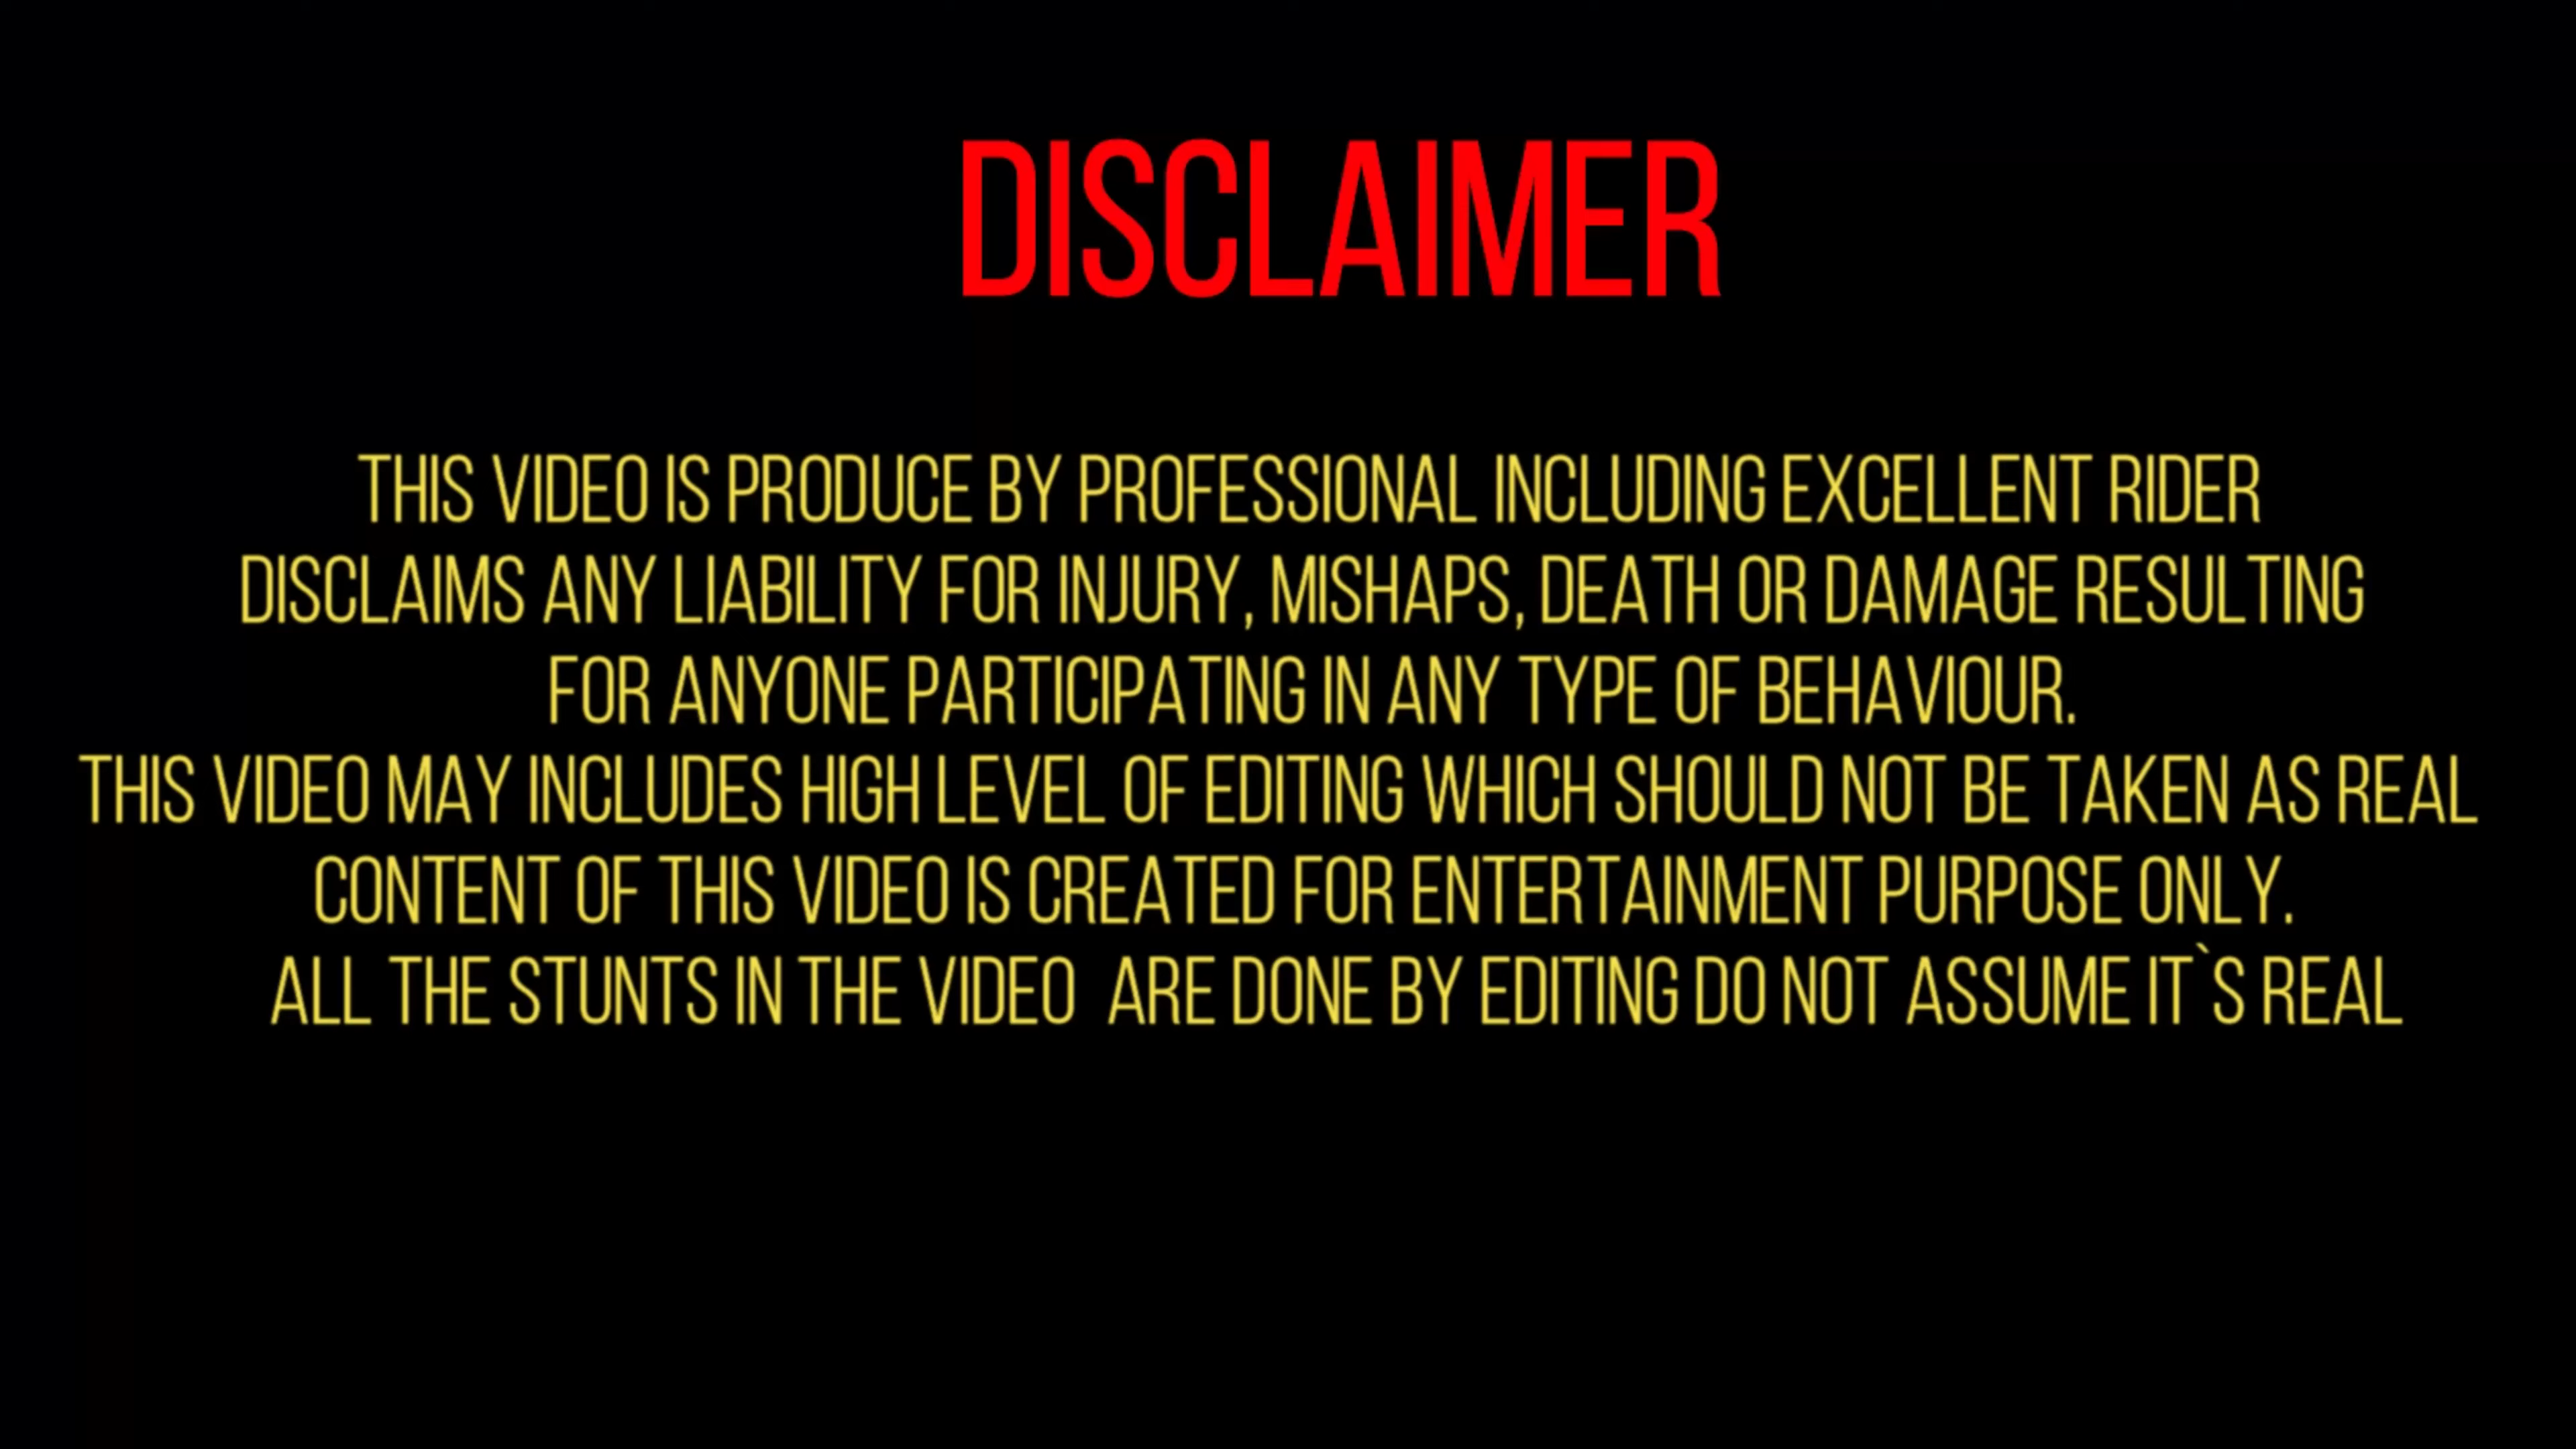 DISCLAIMER
THIS VIDEO IS PRODUCE BY PROFESSIONAL INCLUDING EXCELLENT RIDER
DISCLAIMS ANY LIABILITY FOR INJURY, MISHAPS, DEATH OR DAMAGE RESULTING
FOR ANYONE PARTICIPATING IN ANY TYPE OF BEHAVIOUR.
THIS VIDEO MAY INCLUDES HIGH LEVEL OF EDITING WHICH SHOULD NOT BE TAKEN AS REAL
CONTENT OF THIS VIDEO IS CREATED FOR ENTERTAINMENT PURPOSE ONLY.
ALL THE STUNTS IN THE VIDEO  ARE DONE BY EDITING DO NOT ASSUME IT`S REAL